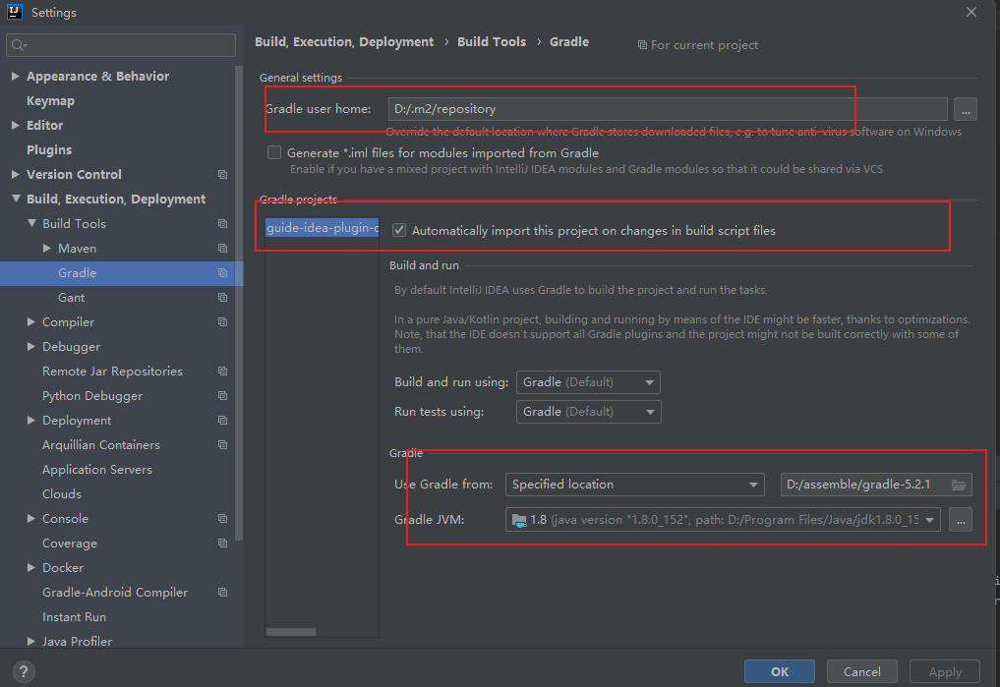 IJ
Settings
Appearance & Behavior
Keymap
Editor
Plugins
Version Control
Build, Execution, Deployment
Build Tools
Maven
Gradle
Gant
Compiler
Debugger
Remote Jar Repositories
Python Debugger
Deployment
Arquillian Containers
Application Servers
Clouds
Console
Coverage
Docker
Gradle-Android Compiler
Instant Run
Java Profiler
?
Build, Execution, Deployment › Build Tools › Gradle
For current project
General settings
Gradle user home: D:/.m2/repository ...
Override the default location where Gradle stores downloaded files, e.g. to tune anti-virus software on Windows
Generate *.iml files for modules imported from Gradle
Enable if you have a mixed project with IntelliJ IDEA modules and Gradle modules so that it could be shared via VCS
Gradle projects
guide-idea-plugin-c
Automatically import this project on changes in build script files
Build and run
By default IntelliJ IDEA uses Gradle to build the project and run the tasks.
In a pure Java/Kotlin project, building and running by means of the IDE might be faster, thanks to optimizations.
Note, that the IDE doesn't support all Gradle plugins and the project might not be built correctly with some of
them.
Build and run using: Gradle (Default)
Run tests using: Gradle (Default)
Gradle
Use Gradle from: Specified location D:/assemble/gradle-5.2.1
Gradle JVM: 1.8 (java version "1.8.0_152", path: D:/Program Files/Java/jdk1.8.0_15 ...
OK
Cancel
Apply